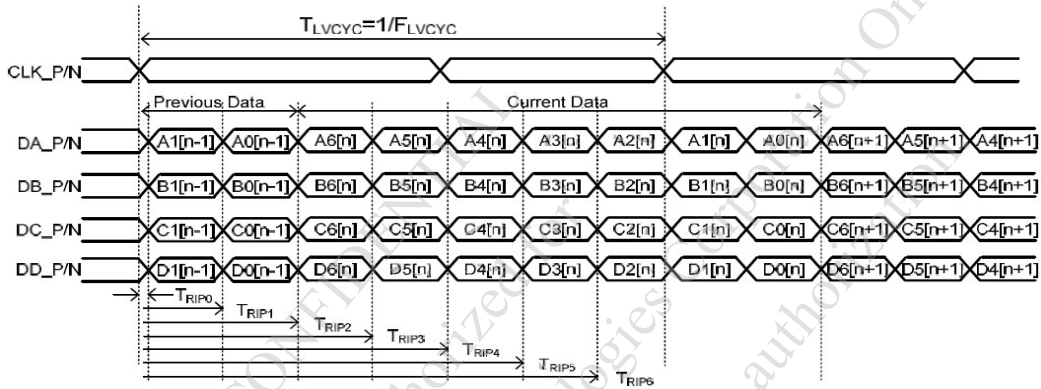 TLVCYC=1/FLVCYC
CLK_P/N
Previous Data Current Data
DA_P/N A1[n-1] A0[n-1] A6[n] A5[n] A4[n] A3[n] A2[n] A1[n] A0[n] A6[n+1] A5[n+1] A4[n+1]
DB_P/N B1[n-1] B0[n-1] B6[n] B5[n] B4[n] B3[n] B2[n] B1[n] B0[n] B6[n+1] B5[n+1] B4[n+1]
DC_P/N C1[n-1] C0[n-1] C6[n] C5[n] C4[n] C3[n] C2[n] C1[n] C0[n] C6[n+1] C5[n+1] C4[n+1]
DD_P/N D1[n-1] D0[n-1] D6[n] D5[n] D4[n] D3[n] D2[n] D1[n] D0[n] D6[n+1] D5[n+1] D4[n+1]
TRIP0
TRIP1
TRIP2
TRIP3
TRIP4
TRIP5
TRIP6
CONFIDENTIAL
Corporation
authorization